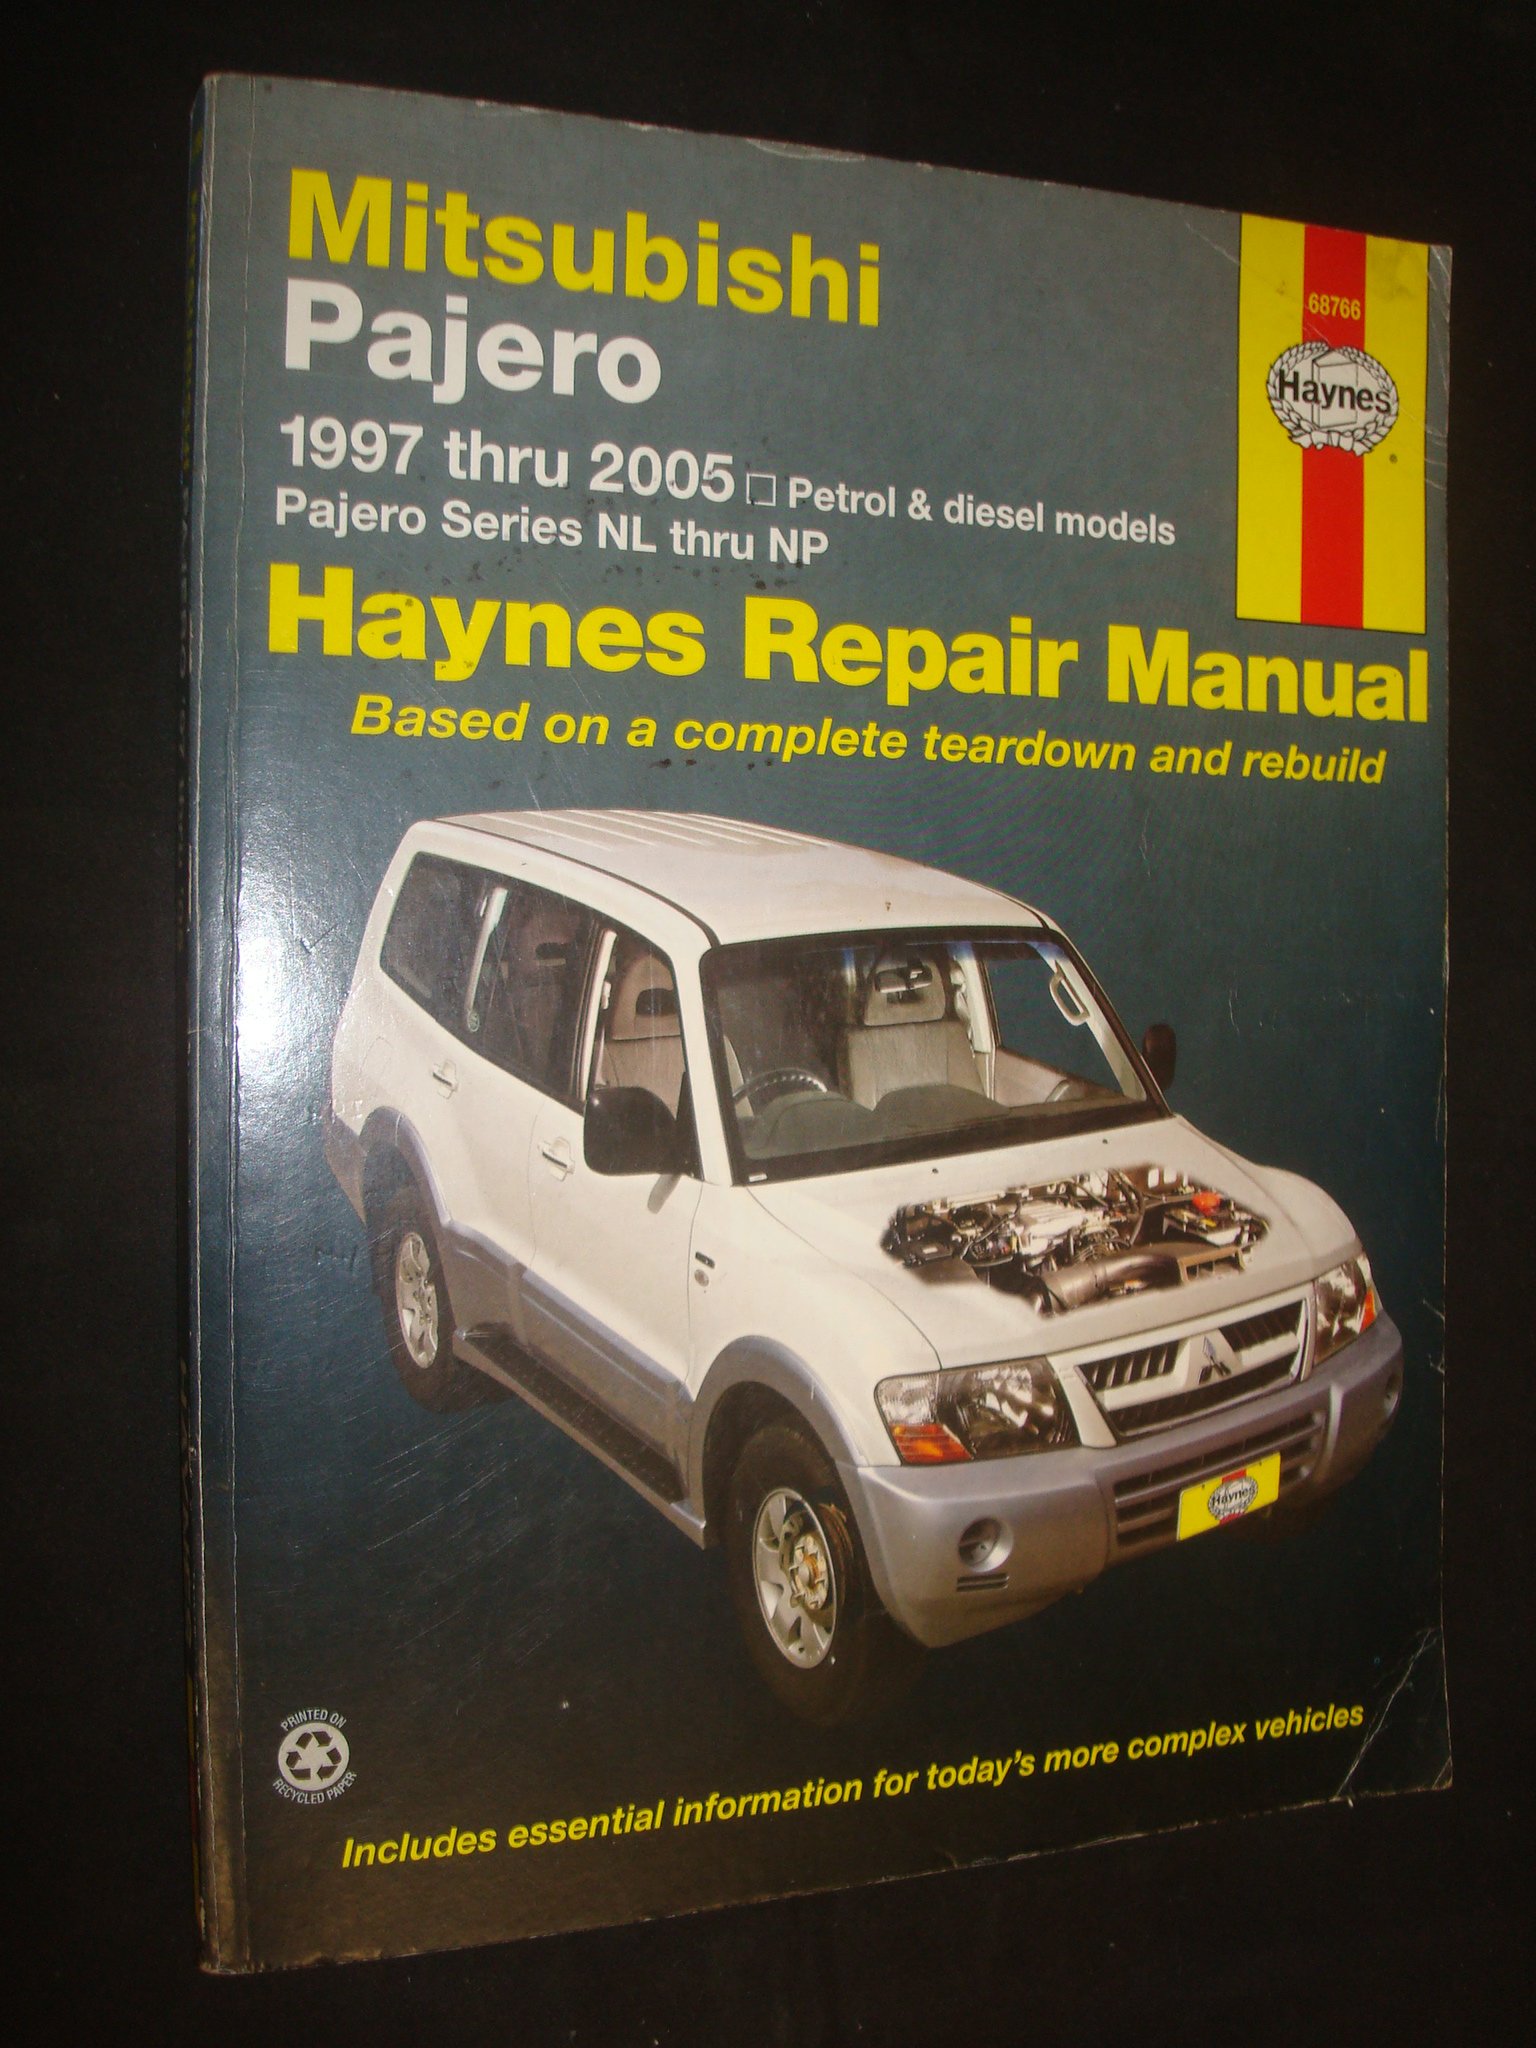 Mitsubishi
Pajero
1997 thru 2005 □ Petrol & diesel models
Pajero Series NL thru NP
Haynes Repair Manual
Based on a complete teardown and rebuild
68766
Haynes
®
Haynes
PRINTED ON
RECYCLED PAPER
Includes essential information for today's more complex vehicles